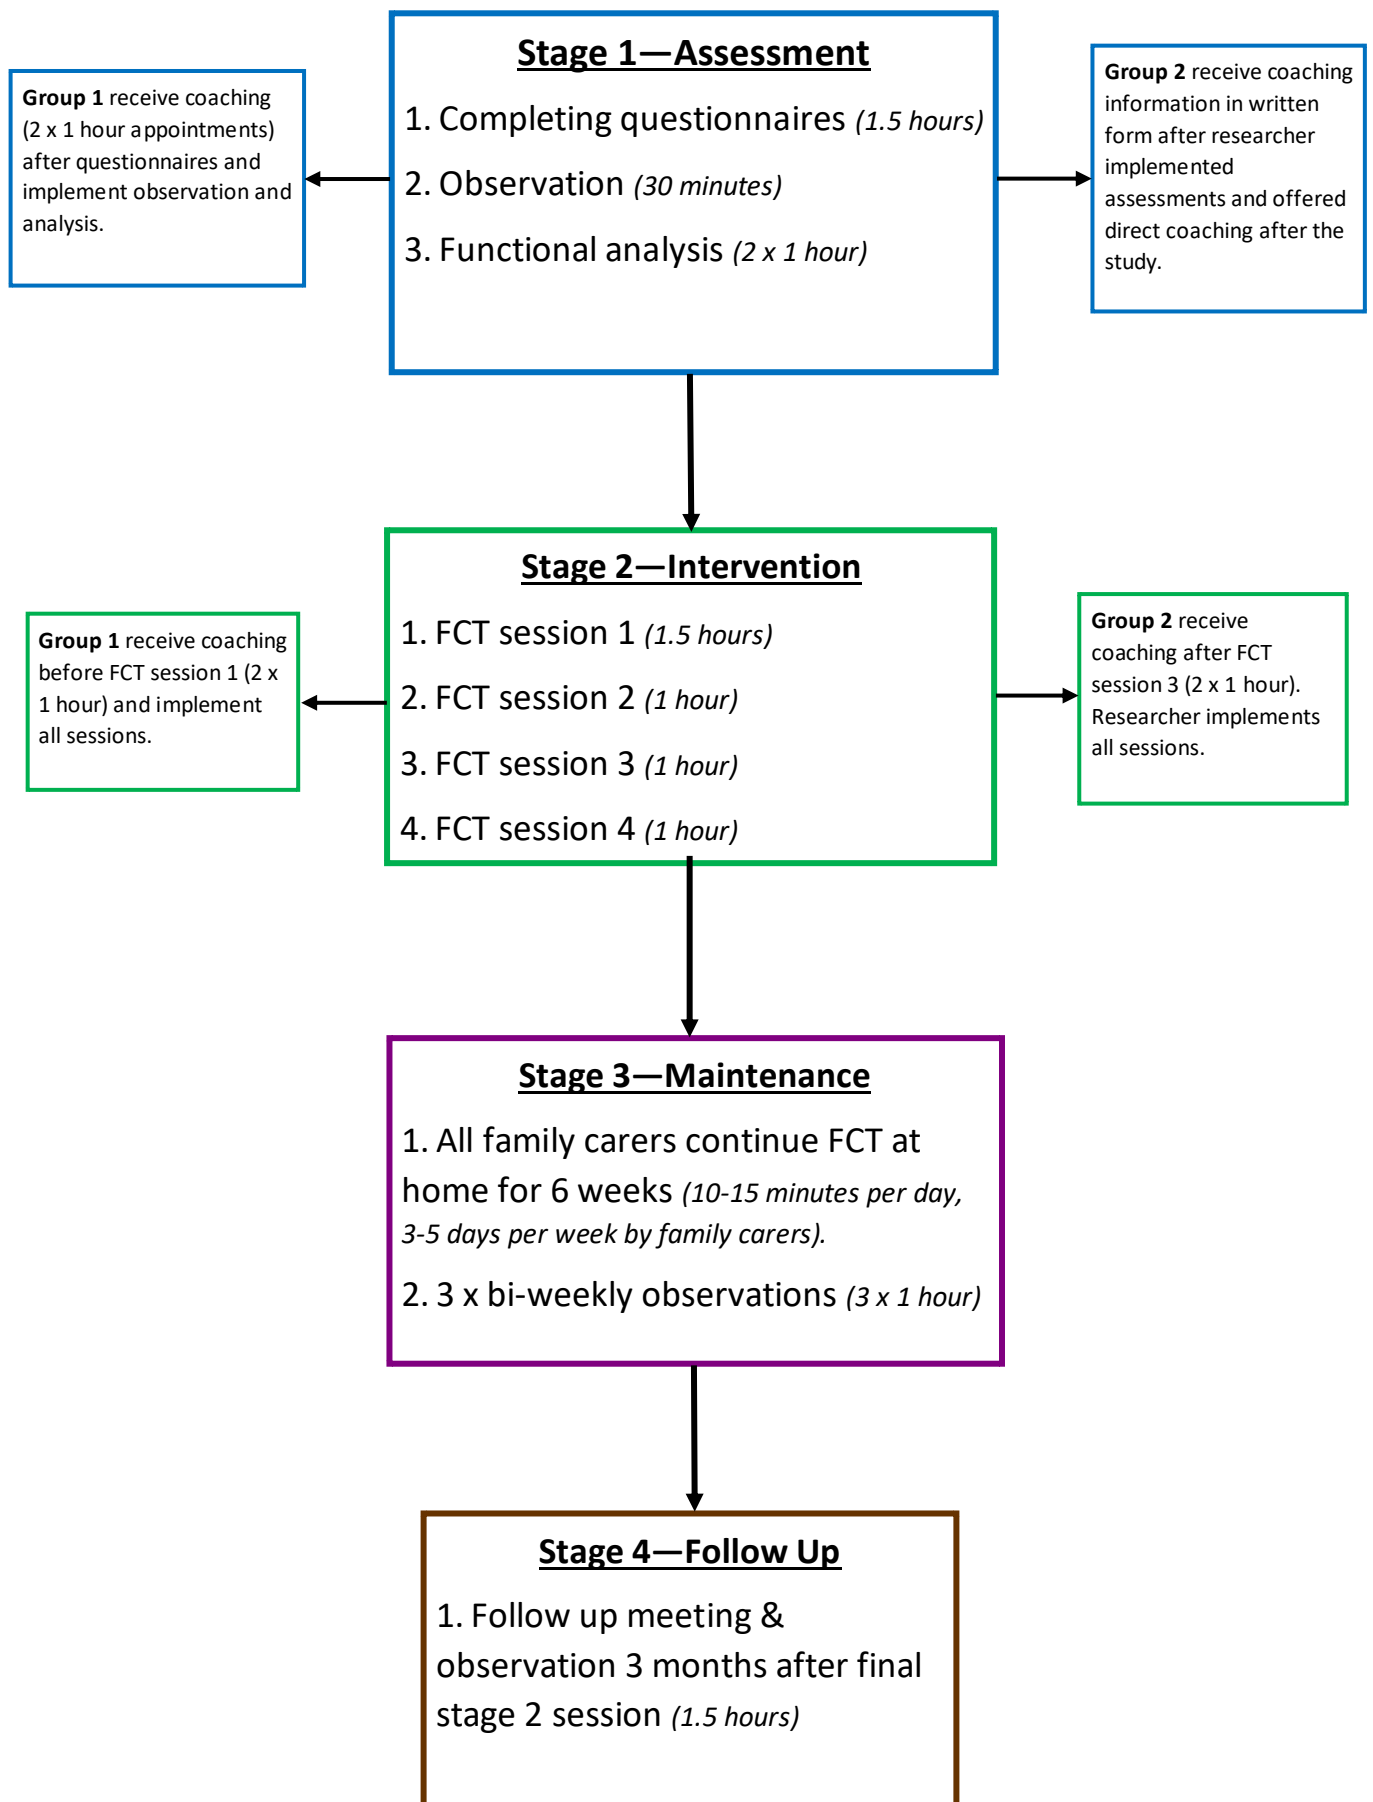 Stage 1—Assessment
1. Completing questionnaires (1.5 hours)
2. Observation (30 minutes)
3. Functional analysis (2 x 1 hour)
Group 1 receive coaching
(2 x 1 hour appointments)
after questionnaires and
implement observation and
analysis.
Group 2 receive coaching
information in written
form after researcher
implemented
assessments and offered
direct coaching after the
study.
Stage 2—Intervention
1. FCT session 1 (1.5 hours)
2. FCT session 2 (1 hour)
3. FCT session 3 (1 hour)
4. FCT session 4 (1 hour)
Group 1 receive coaching
before FCT session 1 (2 x
1 hour) and implement
all sessions.
Group 2 receive
coaching after FCT
session 3 (2 x 1 hour).
Researcher implements
all sessions.
Stage 3—Maintenance
1. All family carers continue FCT at
home for 6 weeks (10-15 minutes per day,
3-5 days per week by family carers).
2. 3 x bi-weekly observations (3 x 1 hour)
Stage 4—Follow Up
1. Follow up meeting &
observation 3 months after final
stage 2 session (1.5 hours)